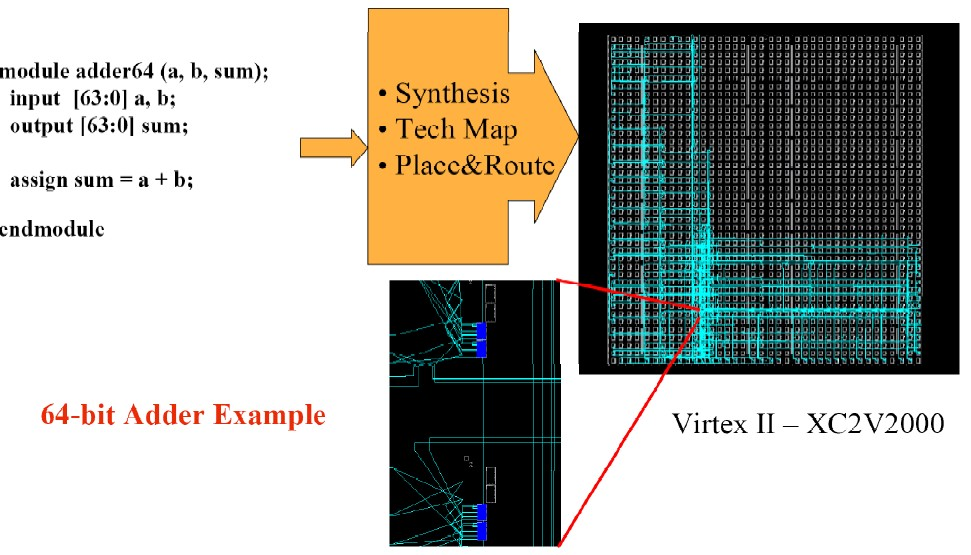 module adder64 (a, b, sum);
input [63:0] a, b;
output [63:0] sum;
assign sum = a + b;
endmodule
• Synthesis
• Tech Map
• Place&Route
64-bit Adder Example
Virtex II – XC2V2000